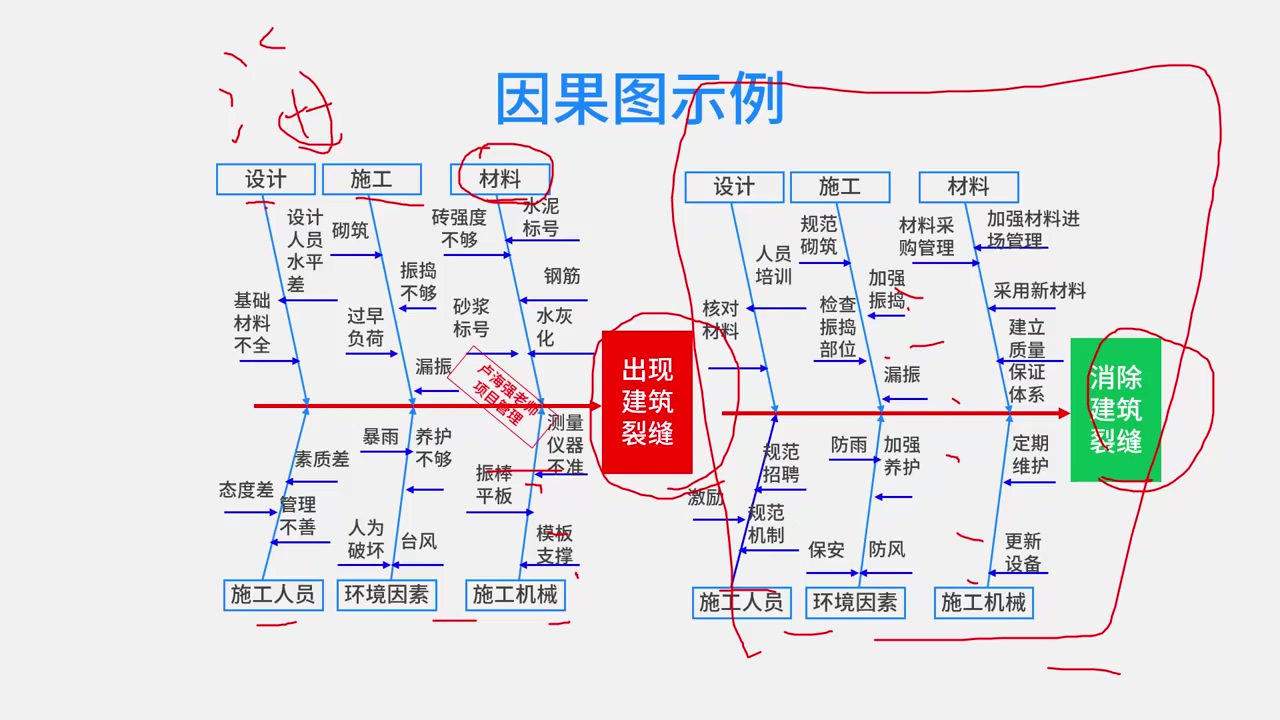 因果图示例
设计
施工
材料
设计
人员
水平
差
基础
材料
不全
砌筑
振捣
不够
过早
负荷
漏振
砖强度
不够
水泥
标号
钢筋
砂浆
标号
水灰
化
卢海强老师
项目管理
出现
建筑
裂缝
素质差
态度差
管理
不善
暴雨
养护
不够
人为
破坏
台风
测量
仪器
不准
振棒
平板
模板
支撑
施工人员
环境因素
施工机械
设计
施工
材料
人员
培训
核对
材料
规范
砌筑
加强
振捣
检查
振捣
部位
漏振
材料采
购管理
加强材料进
场管理
采用新材料
建立
质量
保证
体系
消除
建筑
裂缝
规范
招聘
激励
规范
机制
防雨
加强
养护
保安
防风
定期
维护
更新
设备
施工人员
环境因素
施工机械